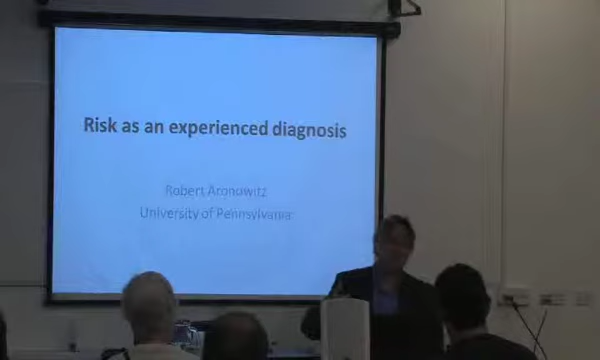 Risk as an experienced diagnosis
Robert Aronowitz
University of Pennsylvania